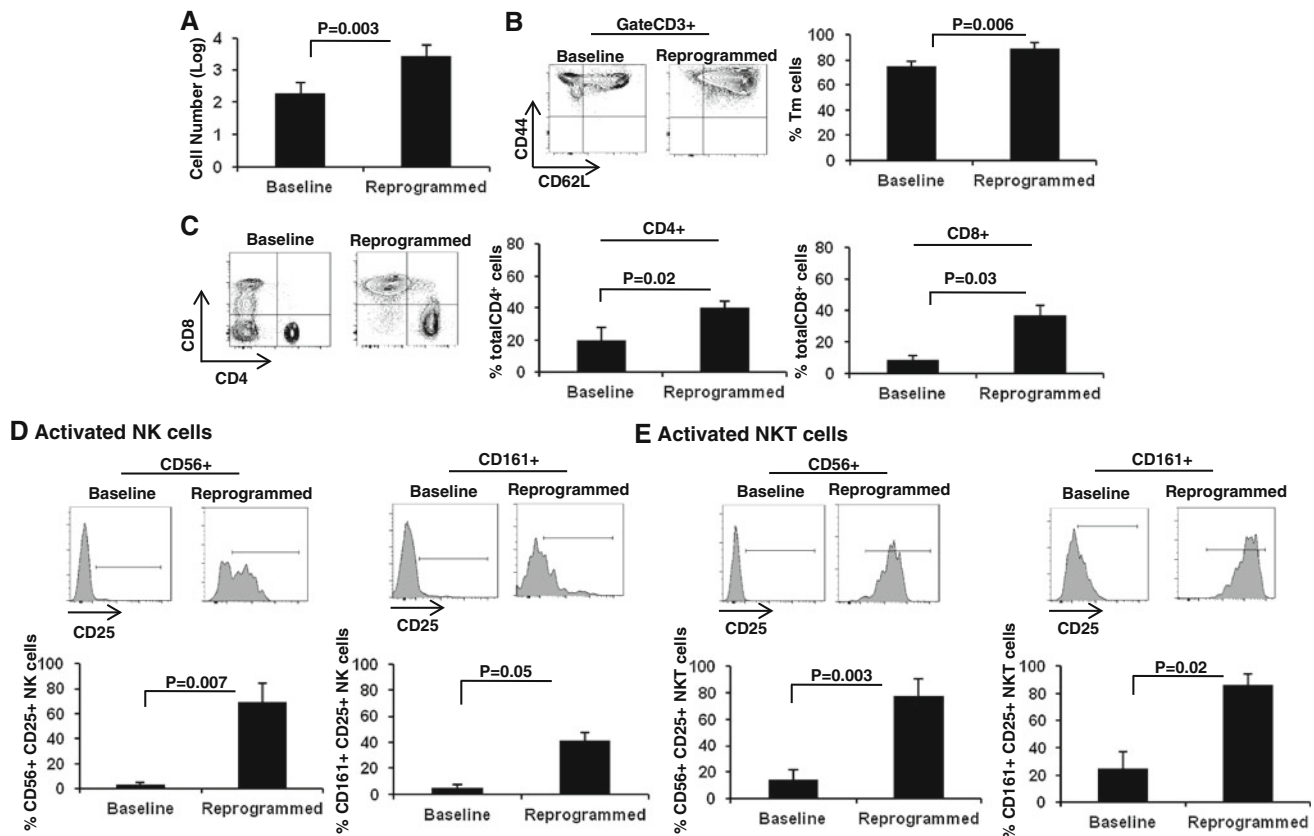 A
P=0.003
Cell Number (Log)
4
3
2
1
0
Baseline Reprogrammed
B
GateCD3+
Baseline Reprogrammed
CD44
CD62L
P=0.006
% Tm cells
100
80
60
40
20
0
Baseline Reprogrammed
C
Baseline Reprogrammed
CD8
CD4
CD4+
P=0.02
% totalCD4+ cells
80
60
40
20
0
Baseline Reprogrammed
CD8+
P=0.03
% totalCD8+ cells
80
60
40
20
0
Baseline Reprogrammed
D Activated NK cells
CD56+
Baseline Reprogrammed
CD25
CD161+
Baseline Reprogrammed
CD25
% CD56+ CD25+ NK cells
100
80
60
40
20
0
P=0.007
Baseline Reprogrammed
% CD161+ CD25+ NK cells
100
80
60
40
20
0
P=0.05
Baseline Reprogrammed
E Activated NKT cells
CD56+
Baseline Reprogrammed
CD25
CD161+
Baseline Reprogrammed
CD25
% CD56+ CD25+ NKT cells
100
80
60
40
20
0
P=0.003
Baseline Reprogrammed
% CD161+ CD25+ NKT cells
100
80
60
40
20
0
P=0.02
Baseline Reprogrammed